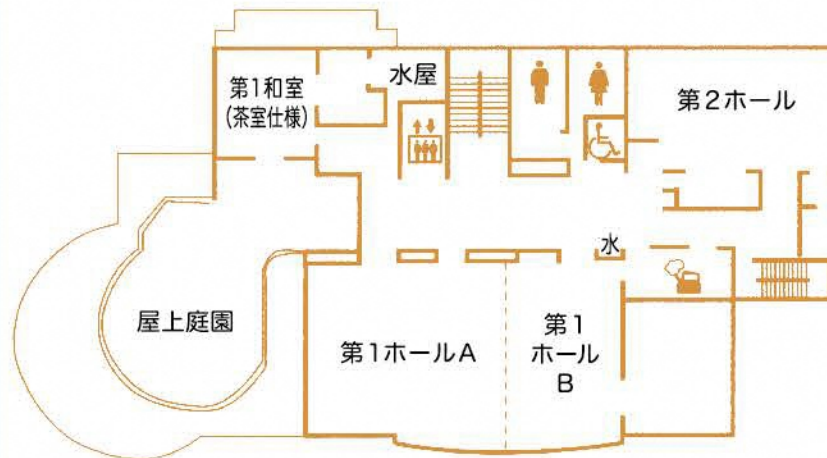 水屋
第1和室
(茶室仕様)
第2ホール
水
屋上庭園
第1ホールA
第1
ホール
B